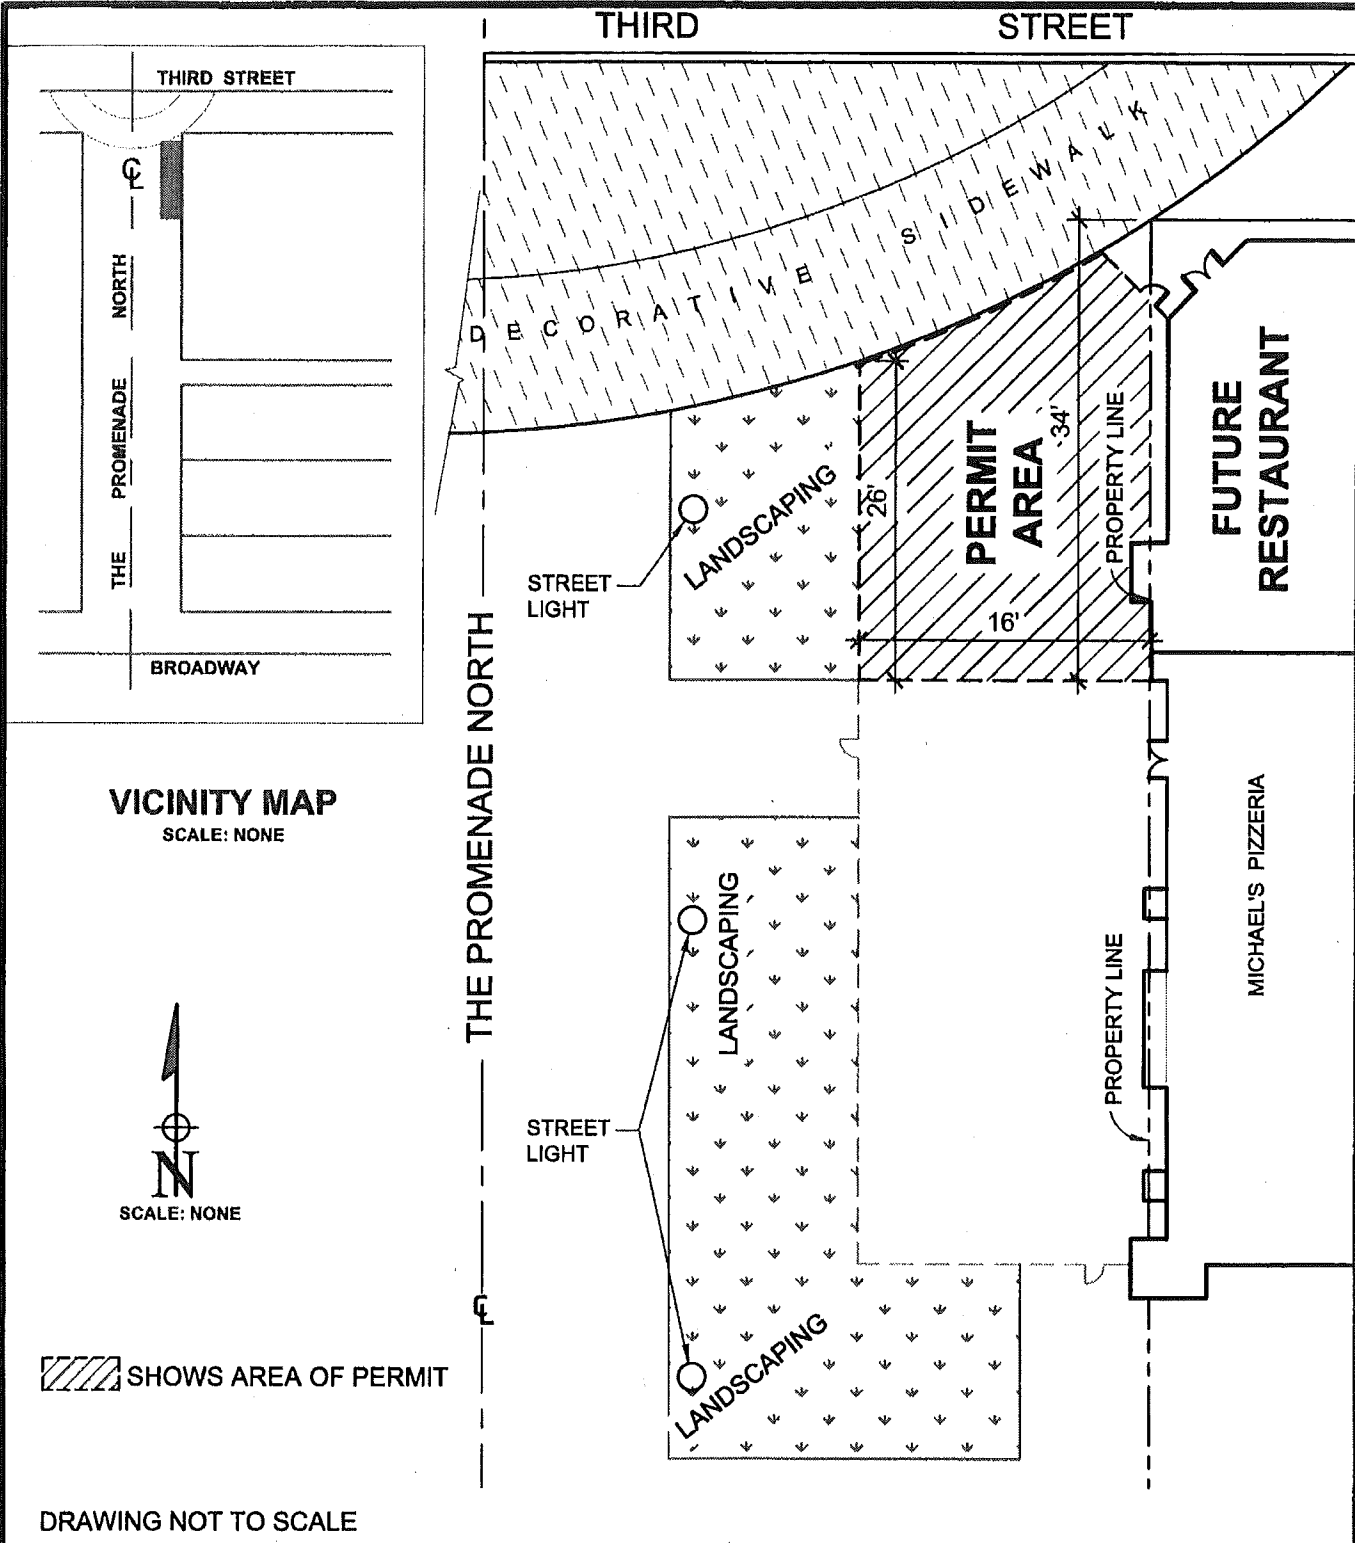 THIRD STREET
THIRD STREET
℄
THE PROMENADE NORTH
BROADWAY
VICINITY MAP
SCALE: NONE
N
SCALE: NONE
SHOWS AREA OF PERMIT
DRAWING NOT TO SCALE
DECORATIVE SIDEWALK
THE PROMENADE NORTH
℄
STREET
LIGHT
LANDSCAPING
26'
PERMIT
AREA
34'
16'
PROPERTY LINE
FUTURE
RESTAURANT
STREET
LIGHT
LANDSCAPING
LANDSCAPING
PROPERTY LINE
MICHAEL'S PIZZERIA